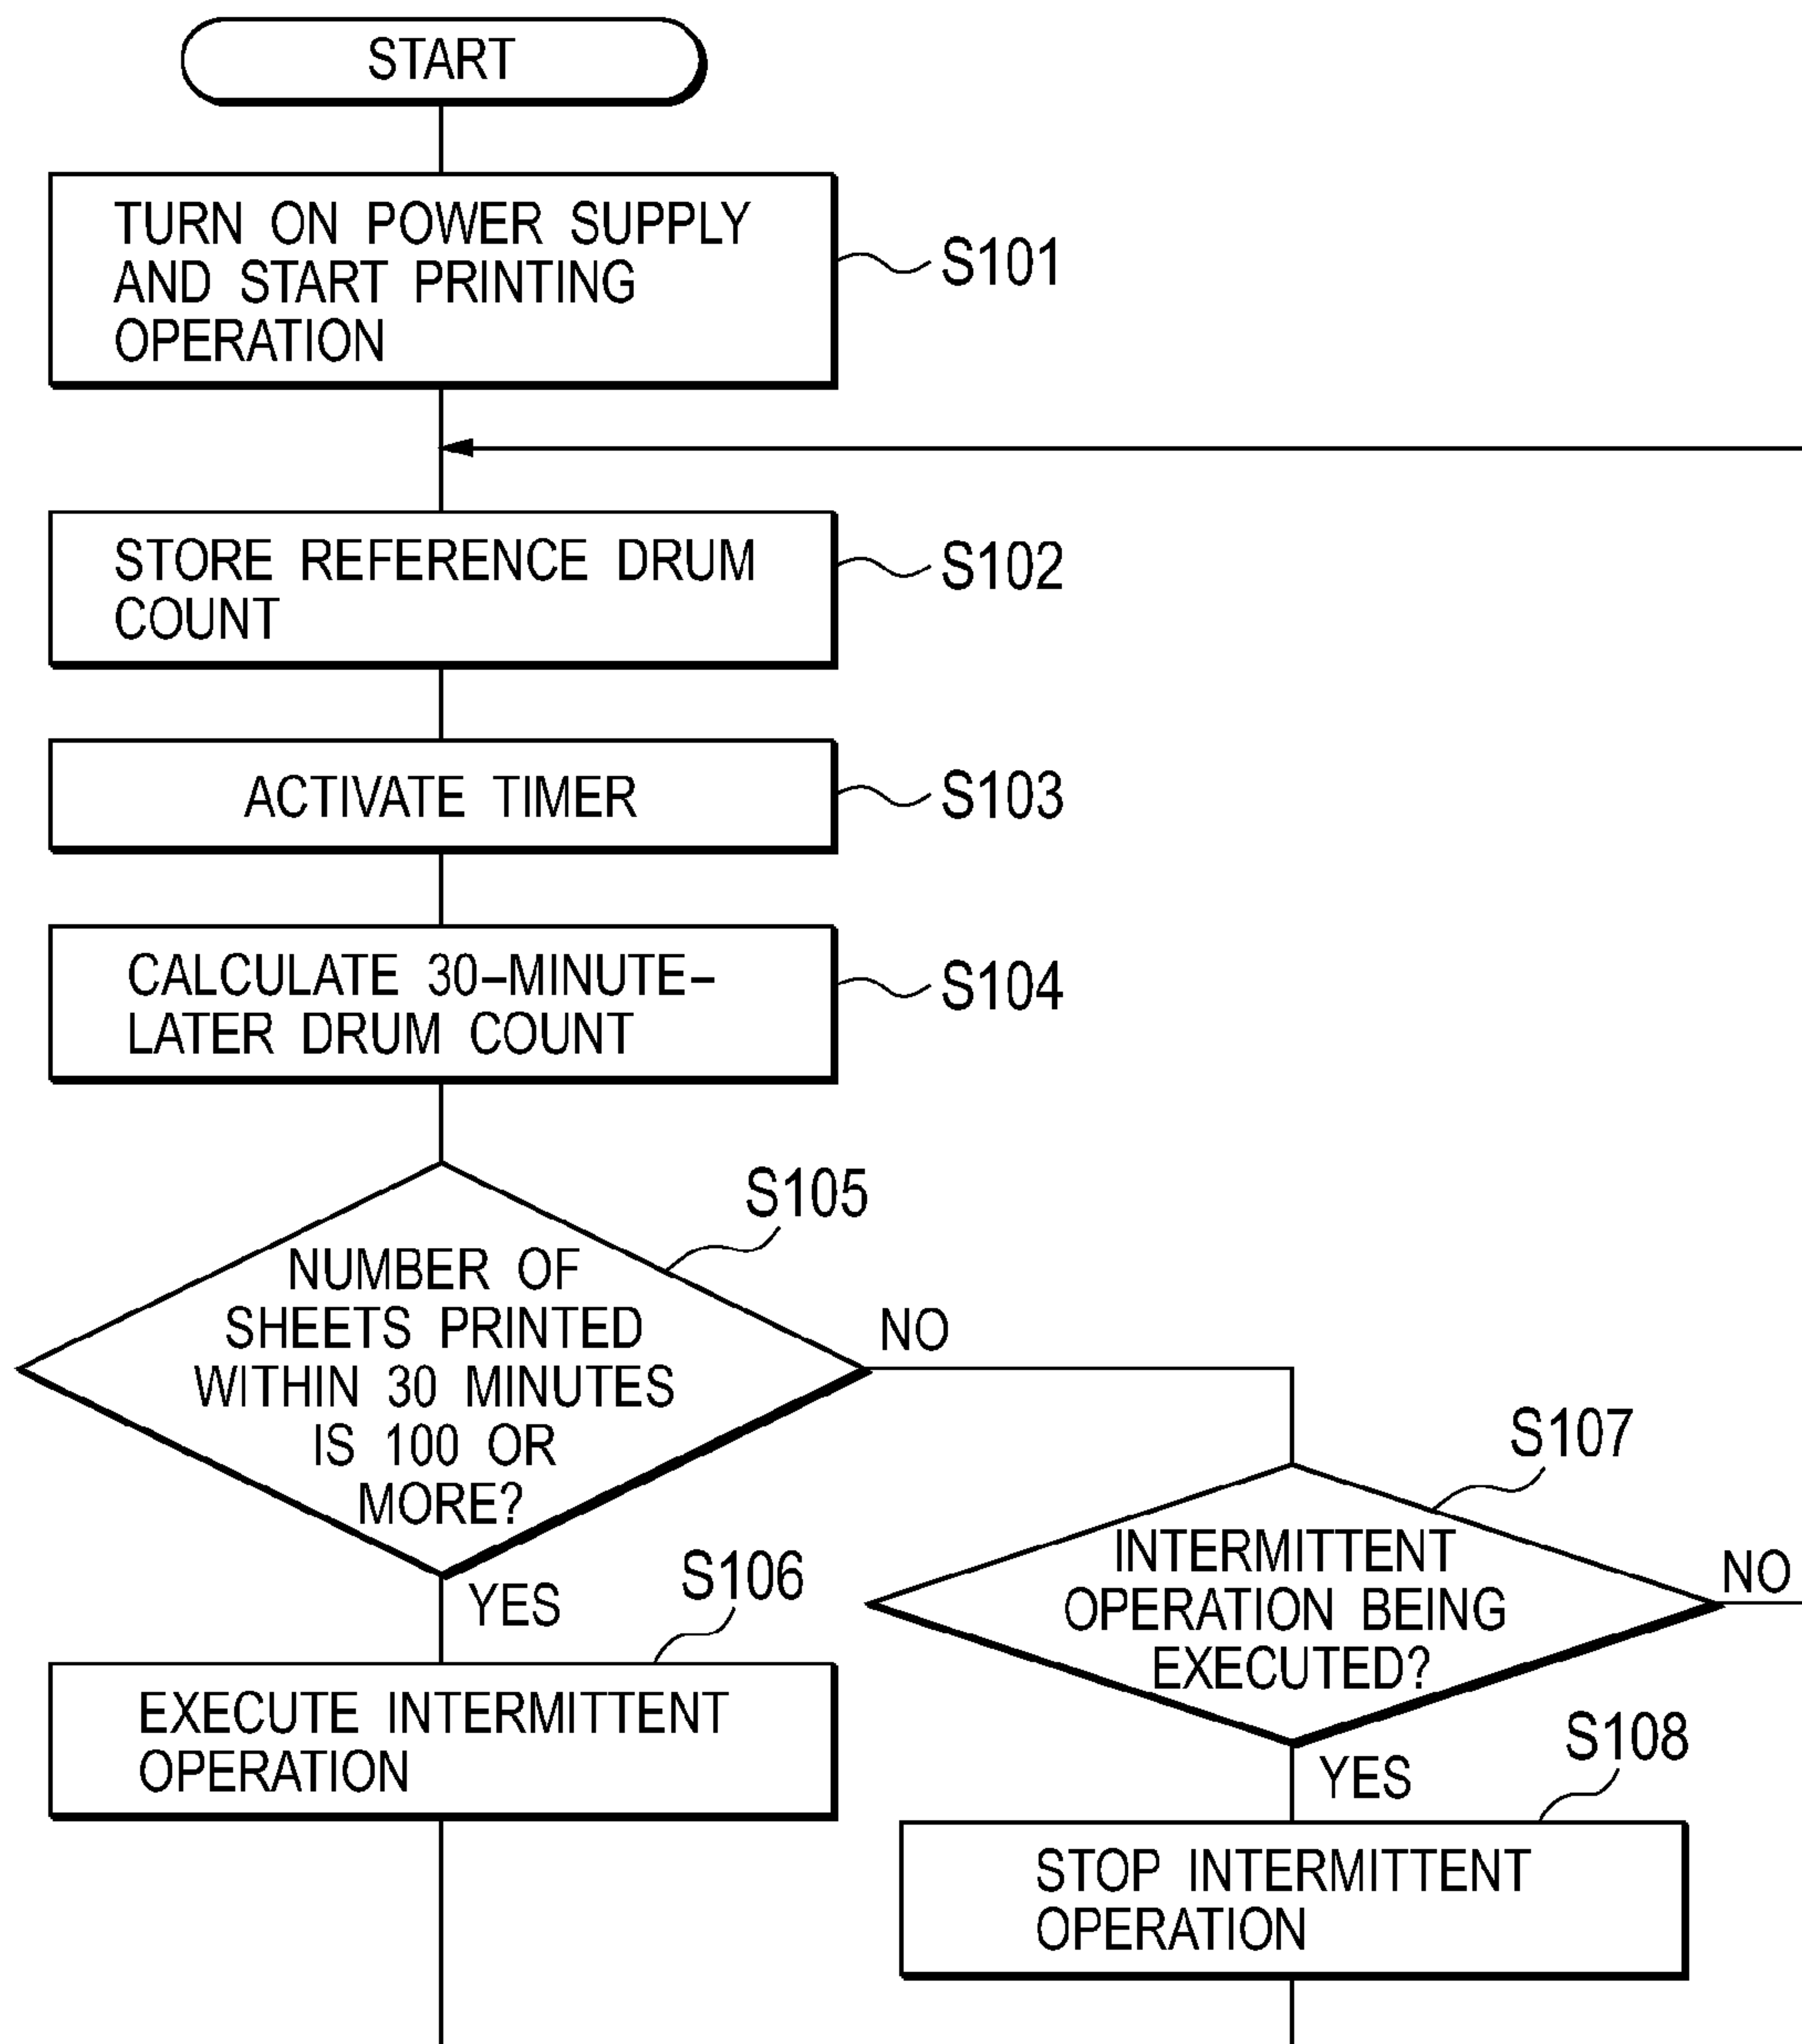 START
TURN ON POWER SUPPLY
AND START PRINTING
OPERATION
S101
STORE REFERENCE DRUM
COUNT
S102
ACTIVATE TIMER
S103
CALCULATE 30-MINUTE-
LATER DRUM COUNT
S104
S105
NUMBER OF
SHEETS PRINTED
WITHIN 30 MINUTES
IS 100 OR
MORE?
NO
YES
S107
INTERMITTENT
OPERATION BEING
EXECUTED?
NO
YES
S106
EXECUTE INTERMITTENT
OPERATION
S108
STOP INTERMITTENT
OPERATION